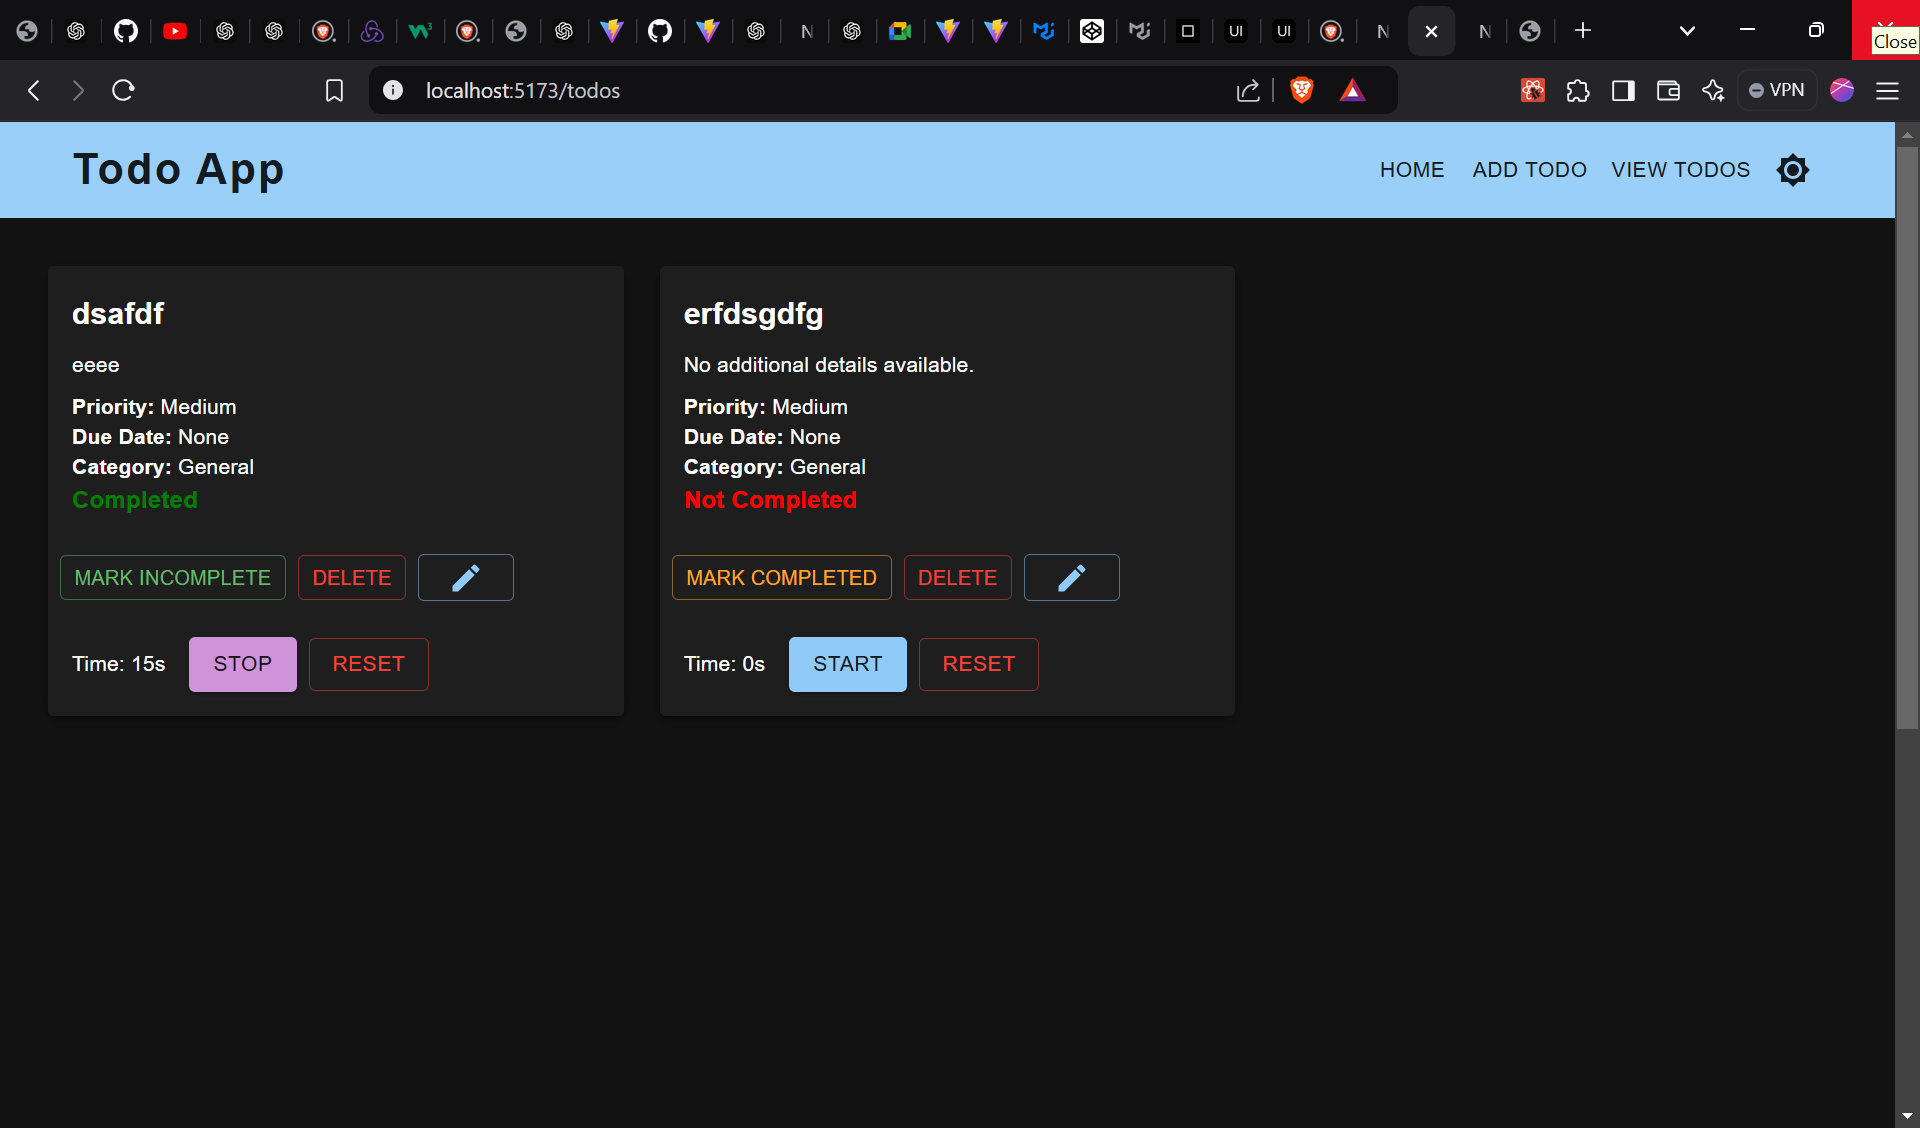 Close
localhost:5173/todos
VPN
Todo App
HOME ADD TODO VIEW TODOS
dsafdf
eeee
Priority: Medium
Due Date: None
Category: General
Completed
MARK INCOMPLETE DELETE
Time: 15s STOP RESET
erfdsgdfg
No additional details available.
Priority: Medium
Due Date: None
Category: General
Not Completed
MARK COMPLETED DELETE
Time: 0s START RESET